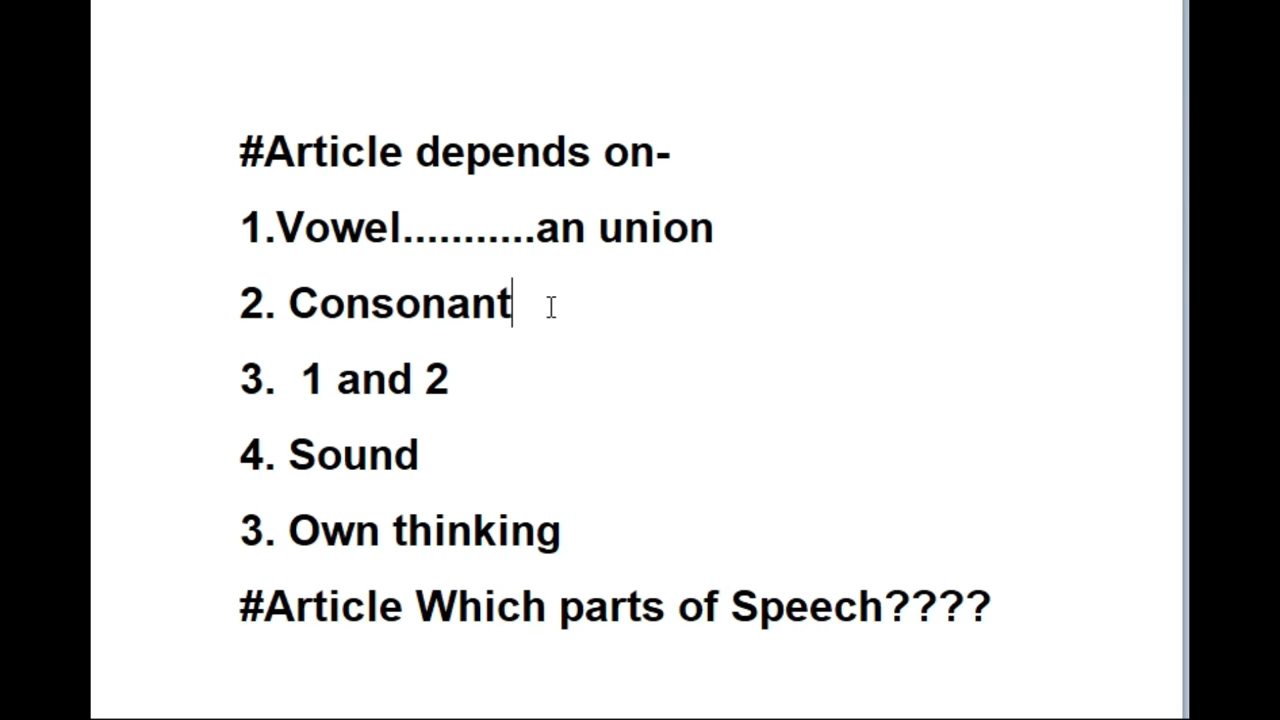 #Article depends on-
1.Vowel...........an union
2. Consonant
3.  1 and 2
4. Sound
3. Own thinking
#Article Which parts of Speech????